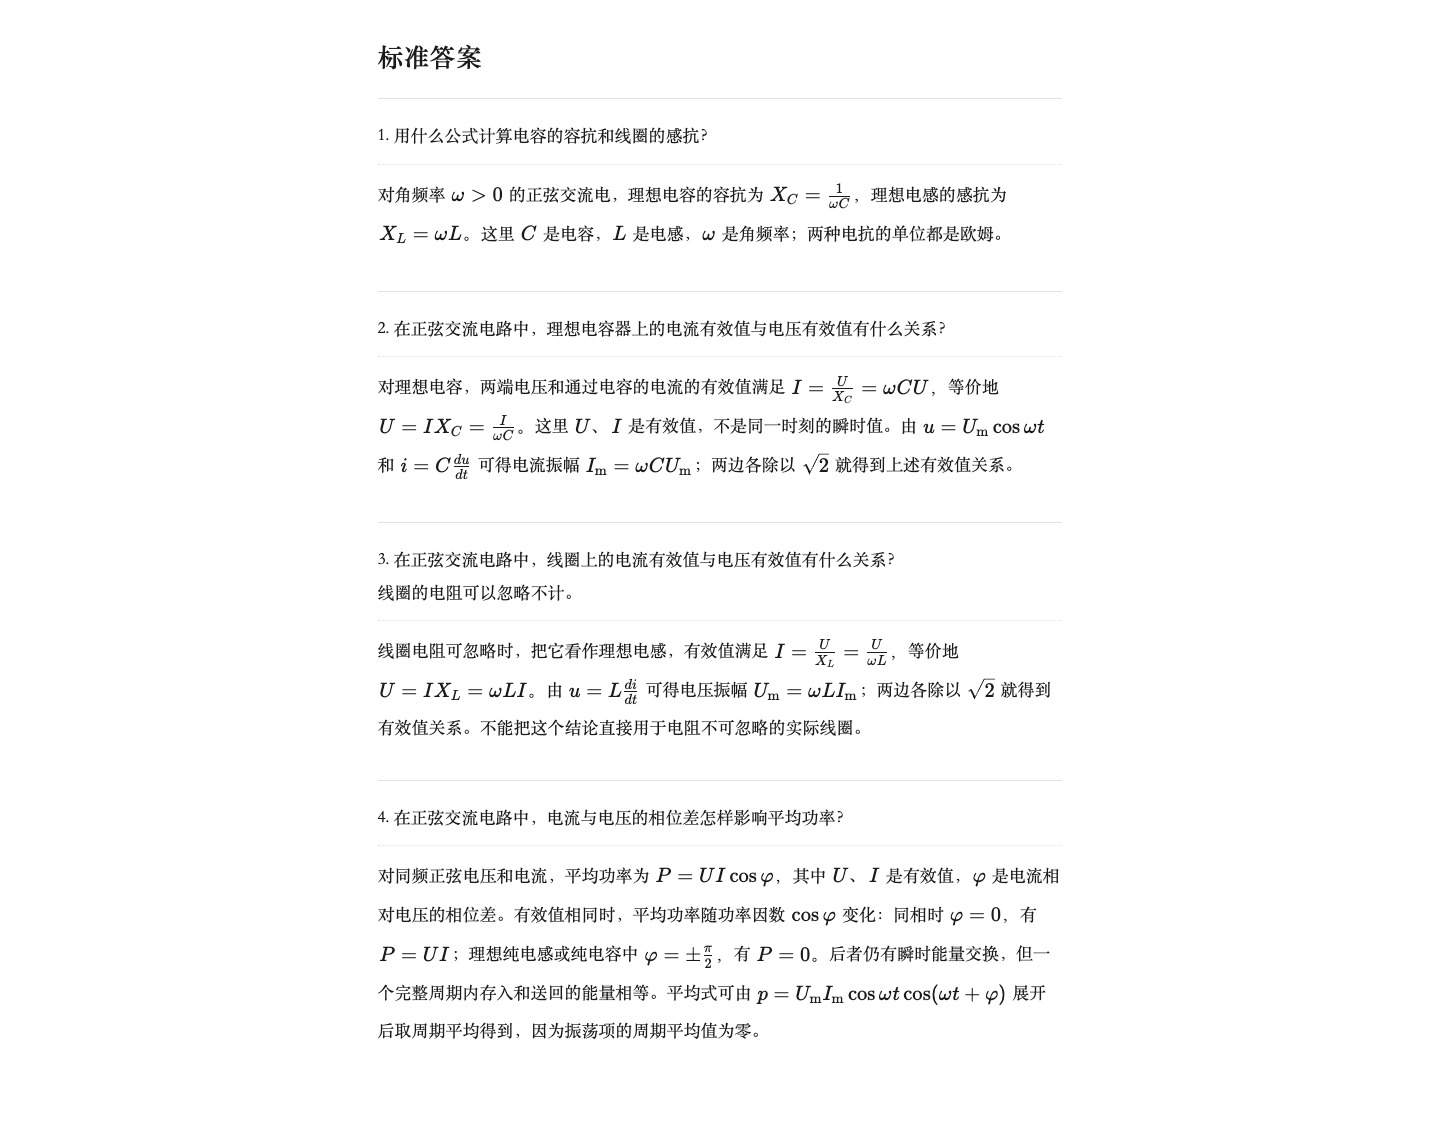 标准答案
1. 用什么公式计算电容的容抗和线圈的感抗?
对角频率 ω > 0 的正弦交流电，理想电容的容抗为 X_C = \frac{1}{ωC}，理想电感的感抗为
X_L = ωL。这里 C 是电容，L 是电感，ω 是角频率；两种电抗的单位都是欧姆。
2. 在正弦交流电路中，理想电容器上的电流有效值与电压有效值有什么关系?
对理想电容，两端电压和通过电容的电流的有效值满足 I = \frac{U}{X_C} = ωCU，等价地
U = IX_C = \frac{I}{ωC}。这里 U、I 是有效值，不是同一时刻的瞬时值。由 u = U_m cos ωt
和 i = C\frac{du}{dt} 可得电流振幅 I_m = ωCU_m；两边各除以 √2 就得到上述有效值关系。
3. 在正弦交流电路中，线圈上的电流有效值与电压有效值有什么关系?
线圈的电阻可以忽略不计。
线圈电阻可忽略时，把它看作理想电感，有效值满足 I = \frac{U}{X_L} = \frac{U}{ωL}，等价地
U = IX_L = ωLI。由 u = L\frac{di}{dt} 可得电压振幅 U_m = ωLI_m；两边各除以 √2 就得到
有效值关系。不能把这个结论直接用于电阻不可忽略的实际线圈。
4. 在正弦交流电路中，电流与电压的相位差怎样影响平均功率?
对同频正弦电压和电流，平均功率为 P = UI cos φ，其中 U、I 是有效值，φ 是电流相
对电压的相位差。有效值相同时，平均功率随功率因数 cos φ 变化：同相时 φ = 0，有
P = UI；理想纯电感或纯电容中 φ = ±\frac{π}{2}，有 P = 0。后者仍有瞬时能量交换，但一
个完整周期内存入和送回的能量相等。平均式可由 p = U_mI_m cos ωt cos(ωt + φ) 展开
后取周期平均得到，因为振荡项的周期平均值为零。